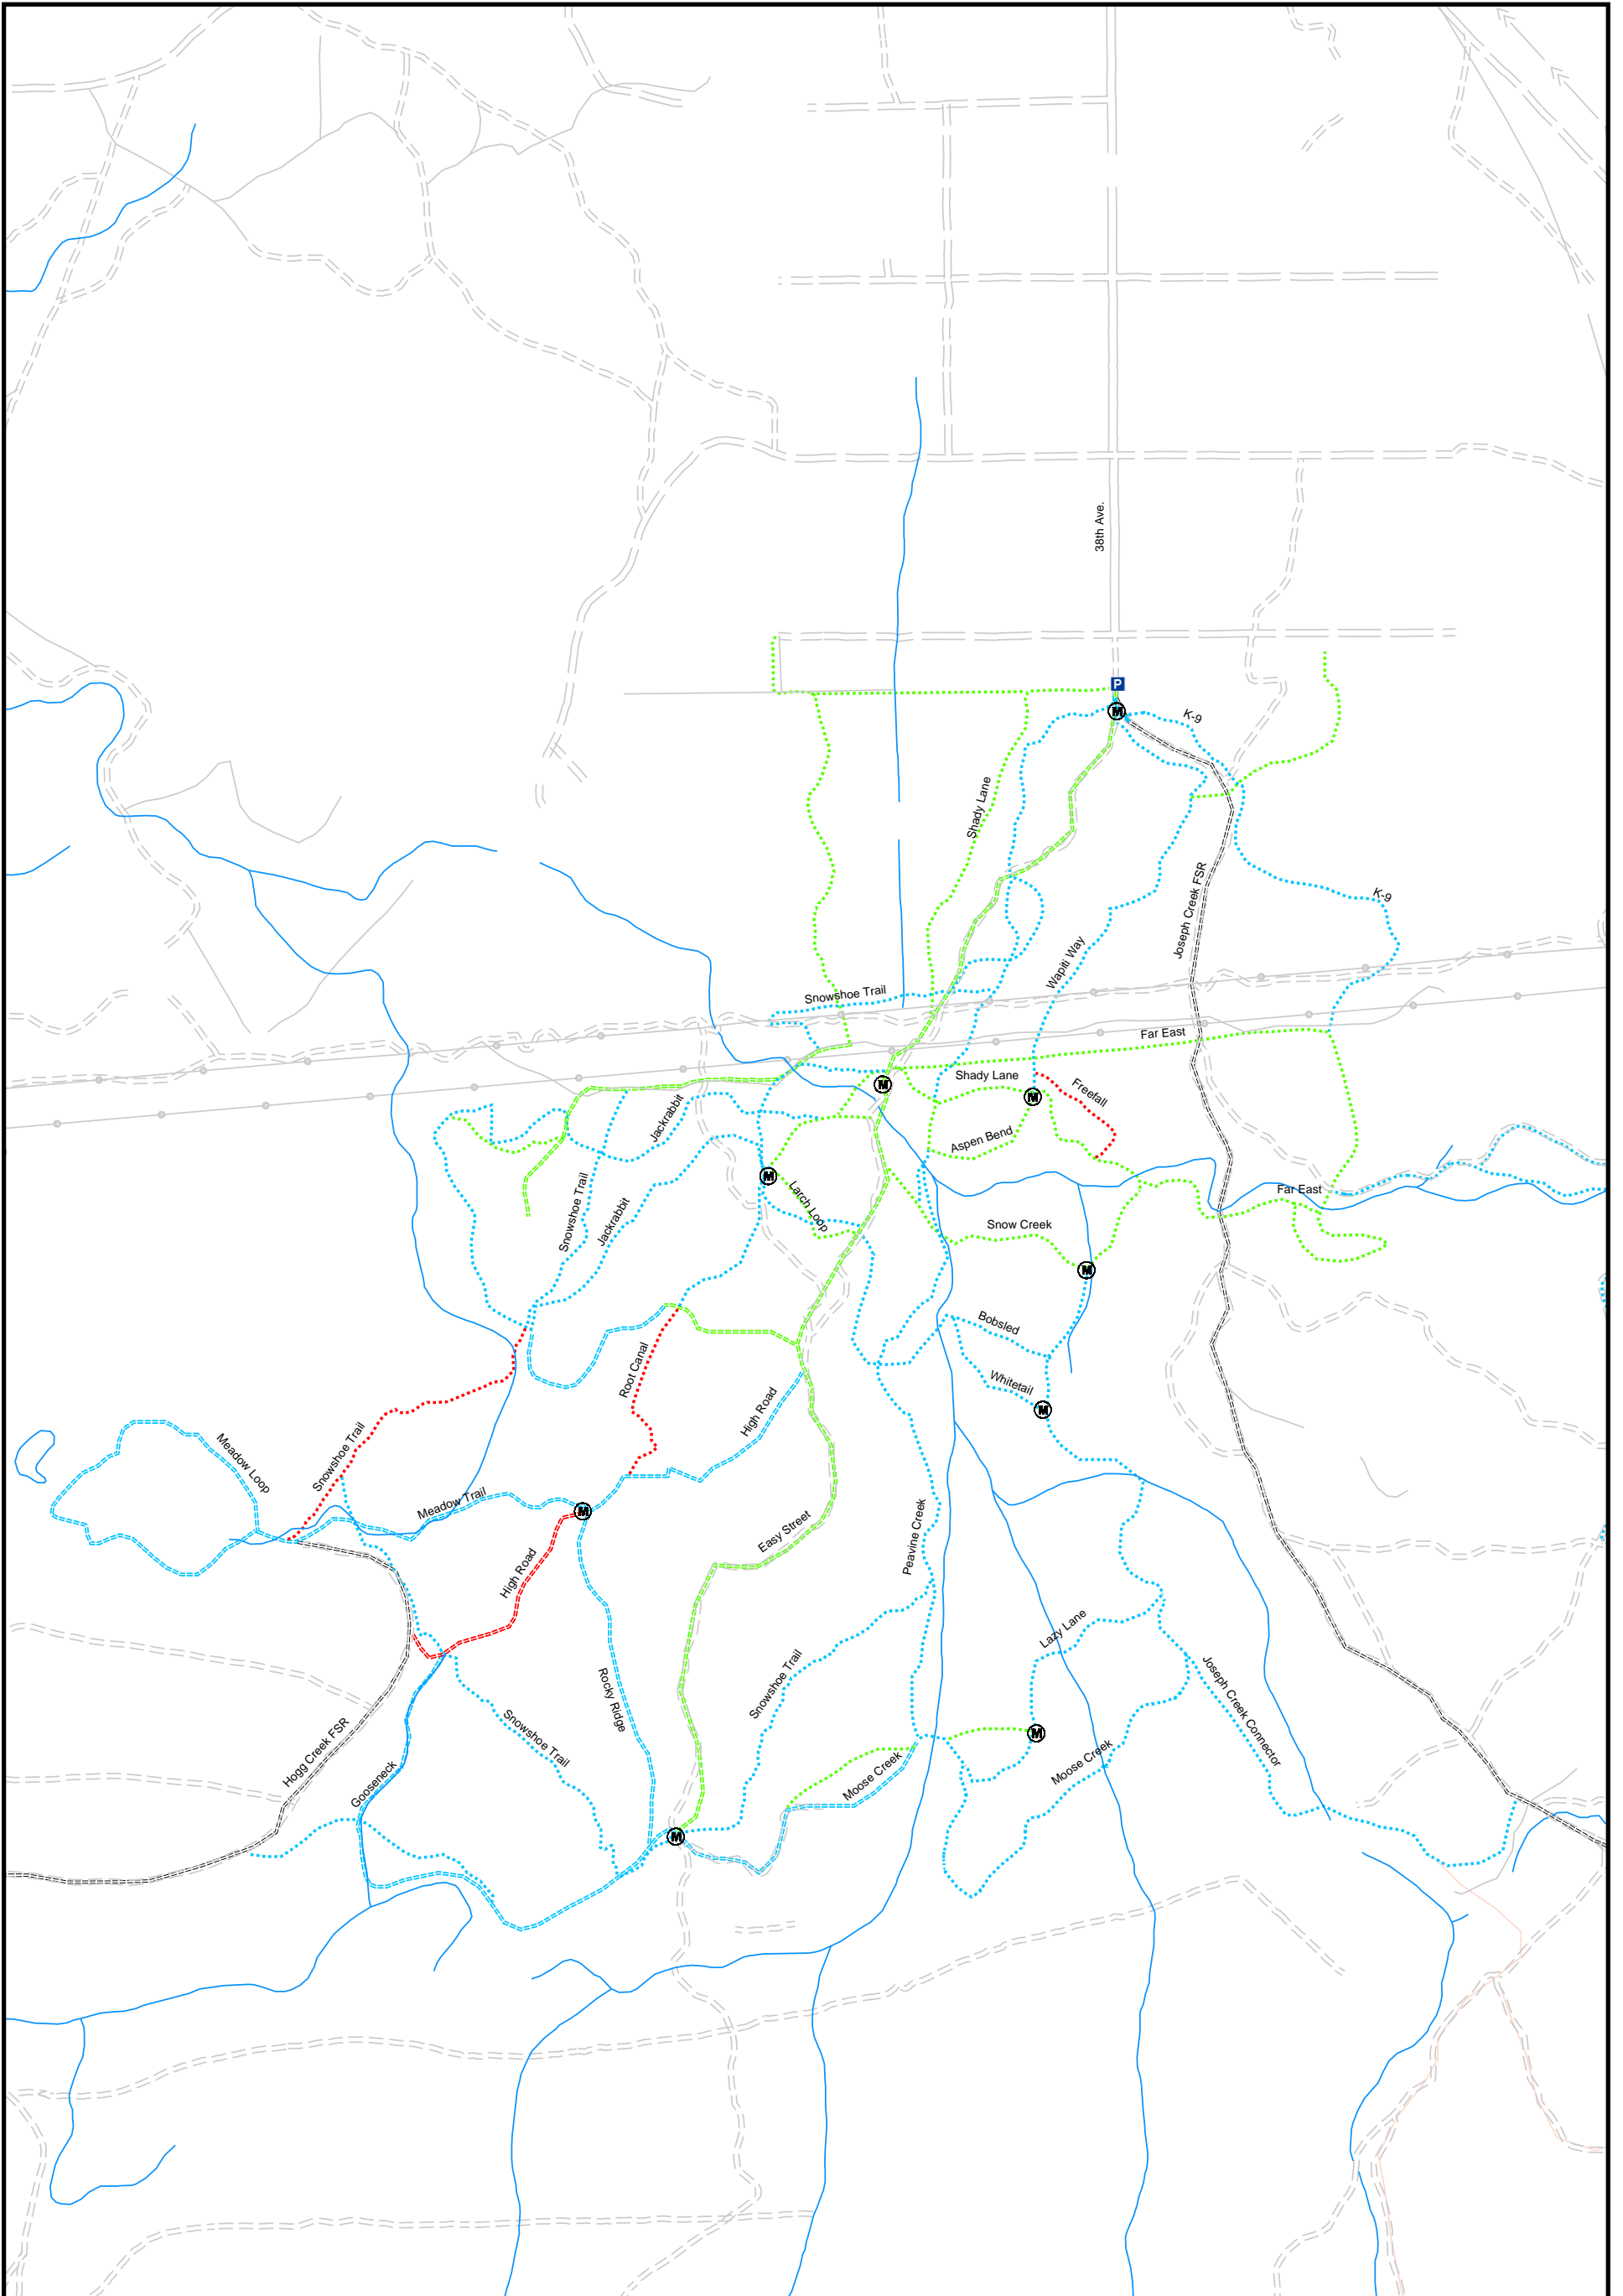 38th Ave.
P
M
K-9
Shady Lane
K-9
Joseph Creek FSR
Wapiti Way
Snowshoe Trail
Far East
M
Shady Lane
M
Freefall
Jackrabbit
Aspen Bend
M
Larch Loop
Snowshoe Trail
Jackrabbit
Far East
Snow Creek
M
Bobsled
Root Canal
Whitetail
M
High Road
Meadow Loop
Snowshoe Trail
Meadow Trail
M
Easy Street
Peavine Creek
High Road
Lazy Lane
Rocky Ridge
Snowshoe Trail
Joseph Creek Connector
Snowshoe Trail
Hogg Creek FSR
M
Moose Creek
Moose Creek
Gooseneck
M